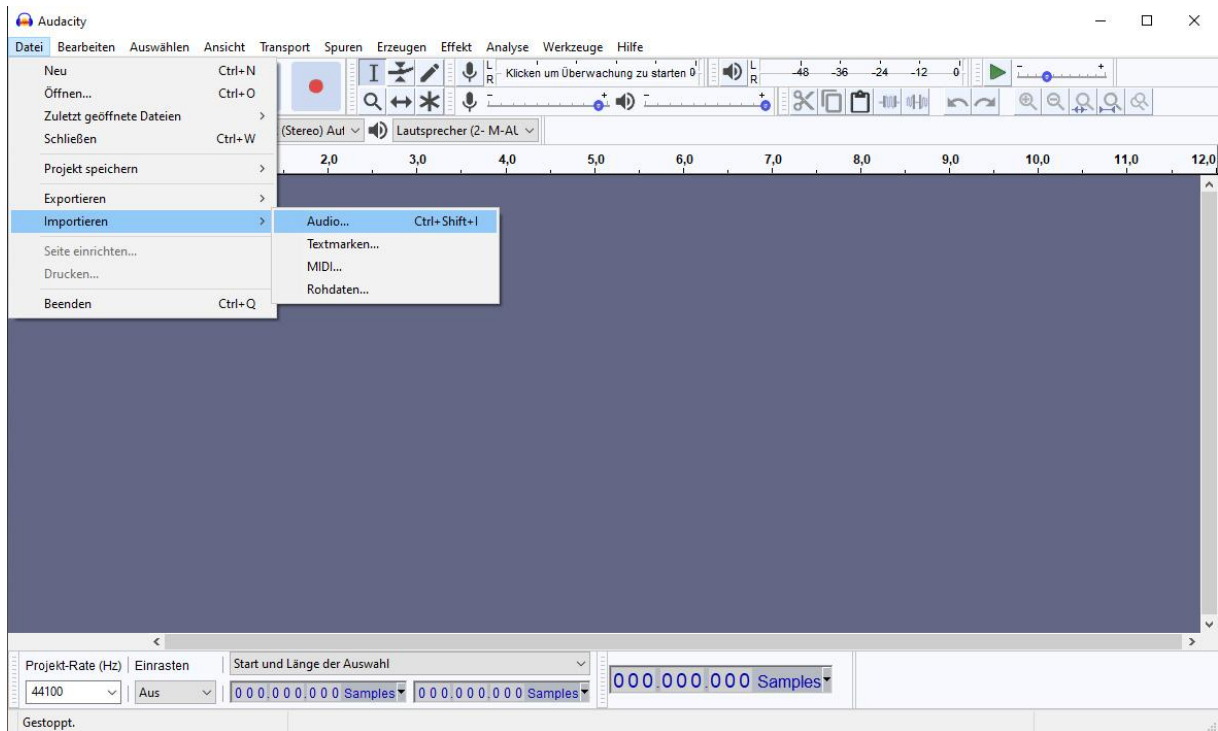 Audacity
Datei Bearbeiten Auswählen Ansicht Transport Spuren Erzeugen Effekt Analyse Werkzeuge Hilfe
Neu Ctrl+N
Öffnen... Ctrl+O
Zuletzt geöffnete Dateien >
Schließen Ctrl+W
Projekt speichern >
Exportieren >
Importieren >
Seite einrichten...
Drucken...
Beenden Ctrl+Q
Audio... Ctrl+Shift+I
Textmarken...
MIDI...
Rohdaten...
L
R
Klicken um Überwachung zu starten 0
L
R
-48 -36 -24 -12 0
- +
- + - +
(Stereo) Auf Lautsprecher (2- M-AL
2,0 3,0 4,0 5,0 6,0 7,0 8,0 9,0 10,0 11,0 12,0
Projekt-Rate (Hz) Einrasten Start und Länge der Auswahl
44100 Aus 000.000.000 Samples 000.000.000 Samples 000.000.000 Samples
Gestoppt.